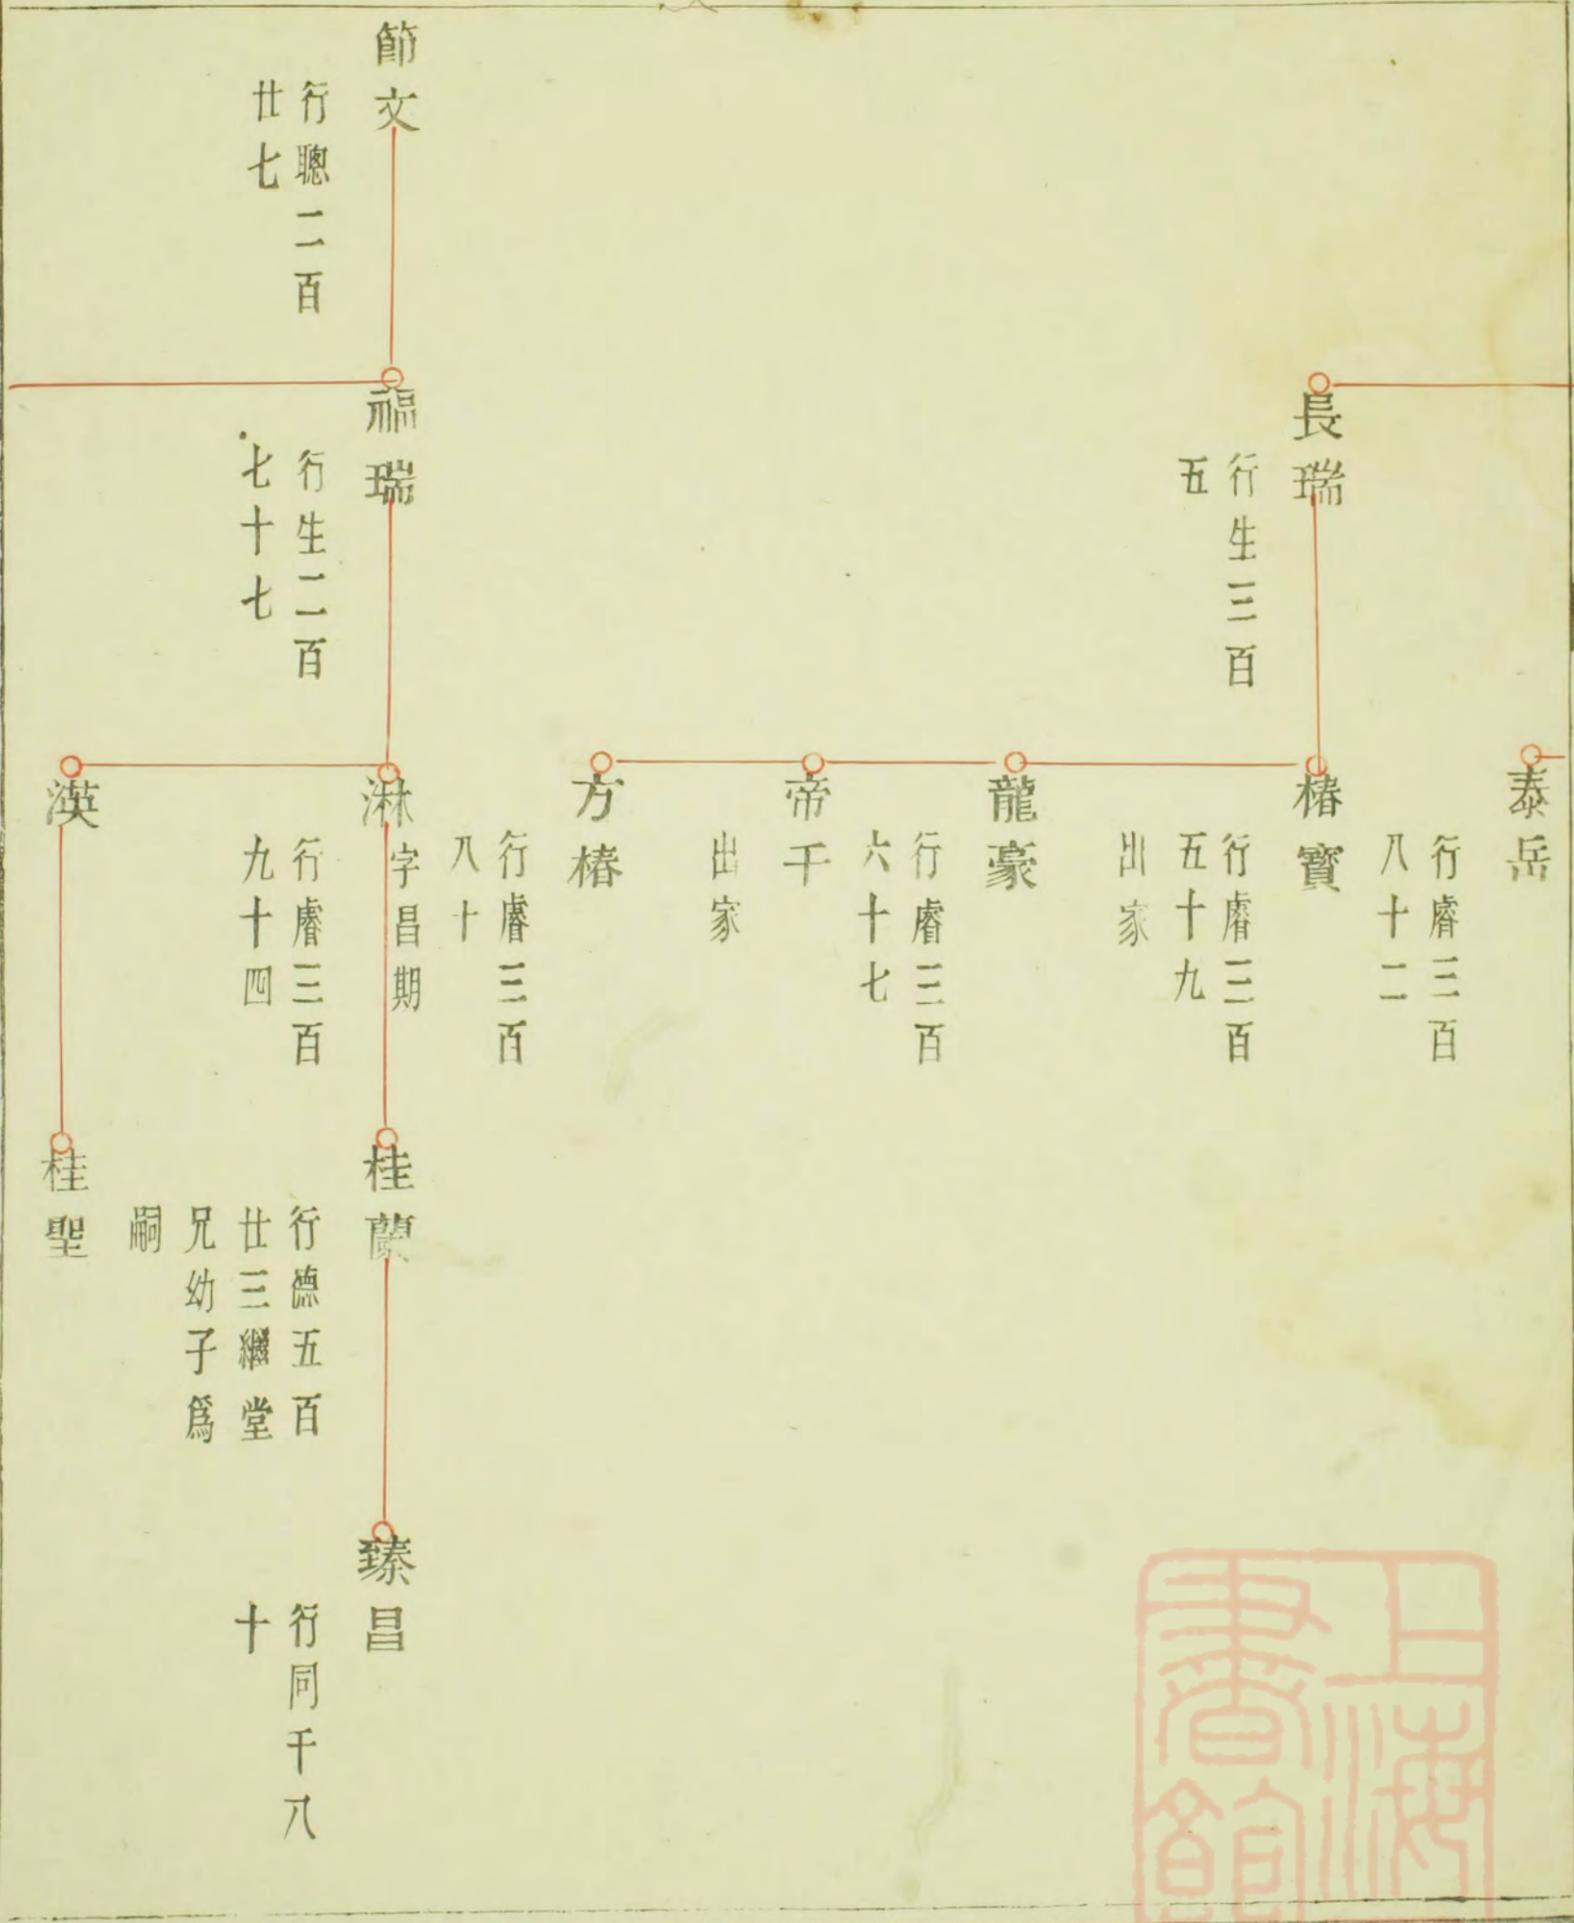 長瑞
行生三百
五
泰岳
行睿三百
八十二
椿寶
行睿三百
五十九
出家
龍豪
行睿三百
六十七
帝千
出家
方椿
行睿三百
八十
節文
行聰二百
廿七
福瑞
行生二百
七十七
淋
字昌期
行睿三百
九十四
桂蘭
行德五百
廿三繼堂
兄幼子爲
嗣
臻昌
行同千八
十
渶
桂聖
上海
書館